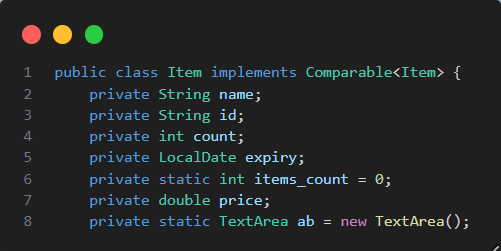 1 public class Item implements Comparable<Item> {
2 private String name;
3 private String id;
4 private int count;
5 private LocalDate expiry;
6 private static int items_count = 0;
7 private double price;
8 private static TextArea ab = new TextArea();